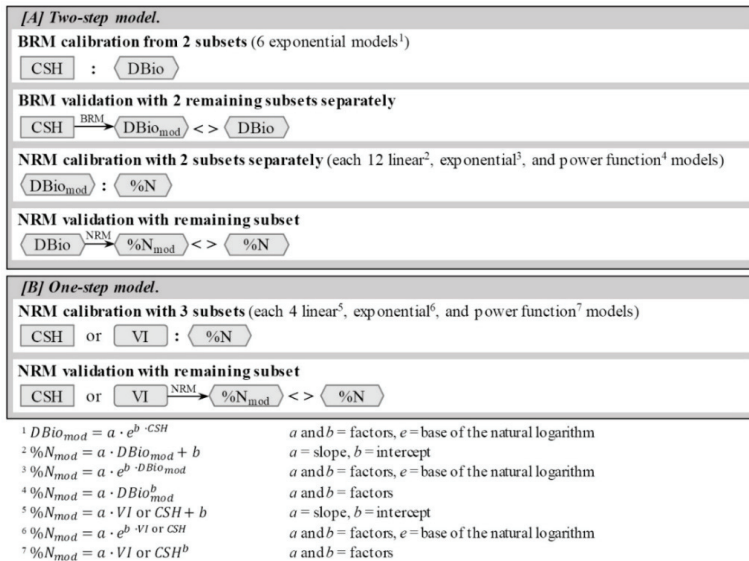 [A] Two-step model.
BRM calibration from 2 subsets (6 exponential models¹)
CSH : DBio
BRM validation with 2 remaining subsets separately
CSH BRM DBio_mod < > DBio
NRM calibration with 2 subsets separately (each 12 linear², exponential³, and power function⁴ models)
DBio_mod : %N
NRM validation with remaining subset
DBio NRM %N_mod < > %N
[B] One-step model.
NRM calibration with 3 subsets (each 4 linear⁵, exponential⁶, and power function⁷ models)
CSH or VI : %N
NRM validation with remaining subset
CSH or VI NRM %N_mod < > %N
¹ DBio_mod = a · e^(b · CSH) a and b = factors, e = base of the natural logarithm
² %N_mod = a · DBio_mod + b a = slope, b = intercept
³ %N_mod = a · e^(b · DBio_mod) a and b = factors, e = base of the natural logarithm
⁴ %N_mod = a · DBio_mod^b a and b = factors
⁵ %N_mod = a · VI or CSH + b a = slope, b = intercept
⁶ %N_mod = a · e^(b · VI or CSH) a and b = factors, e = base of the natural logarithm
⁷ %N_mod = a · VI or CSH^b a and b = factors